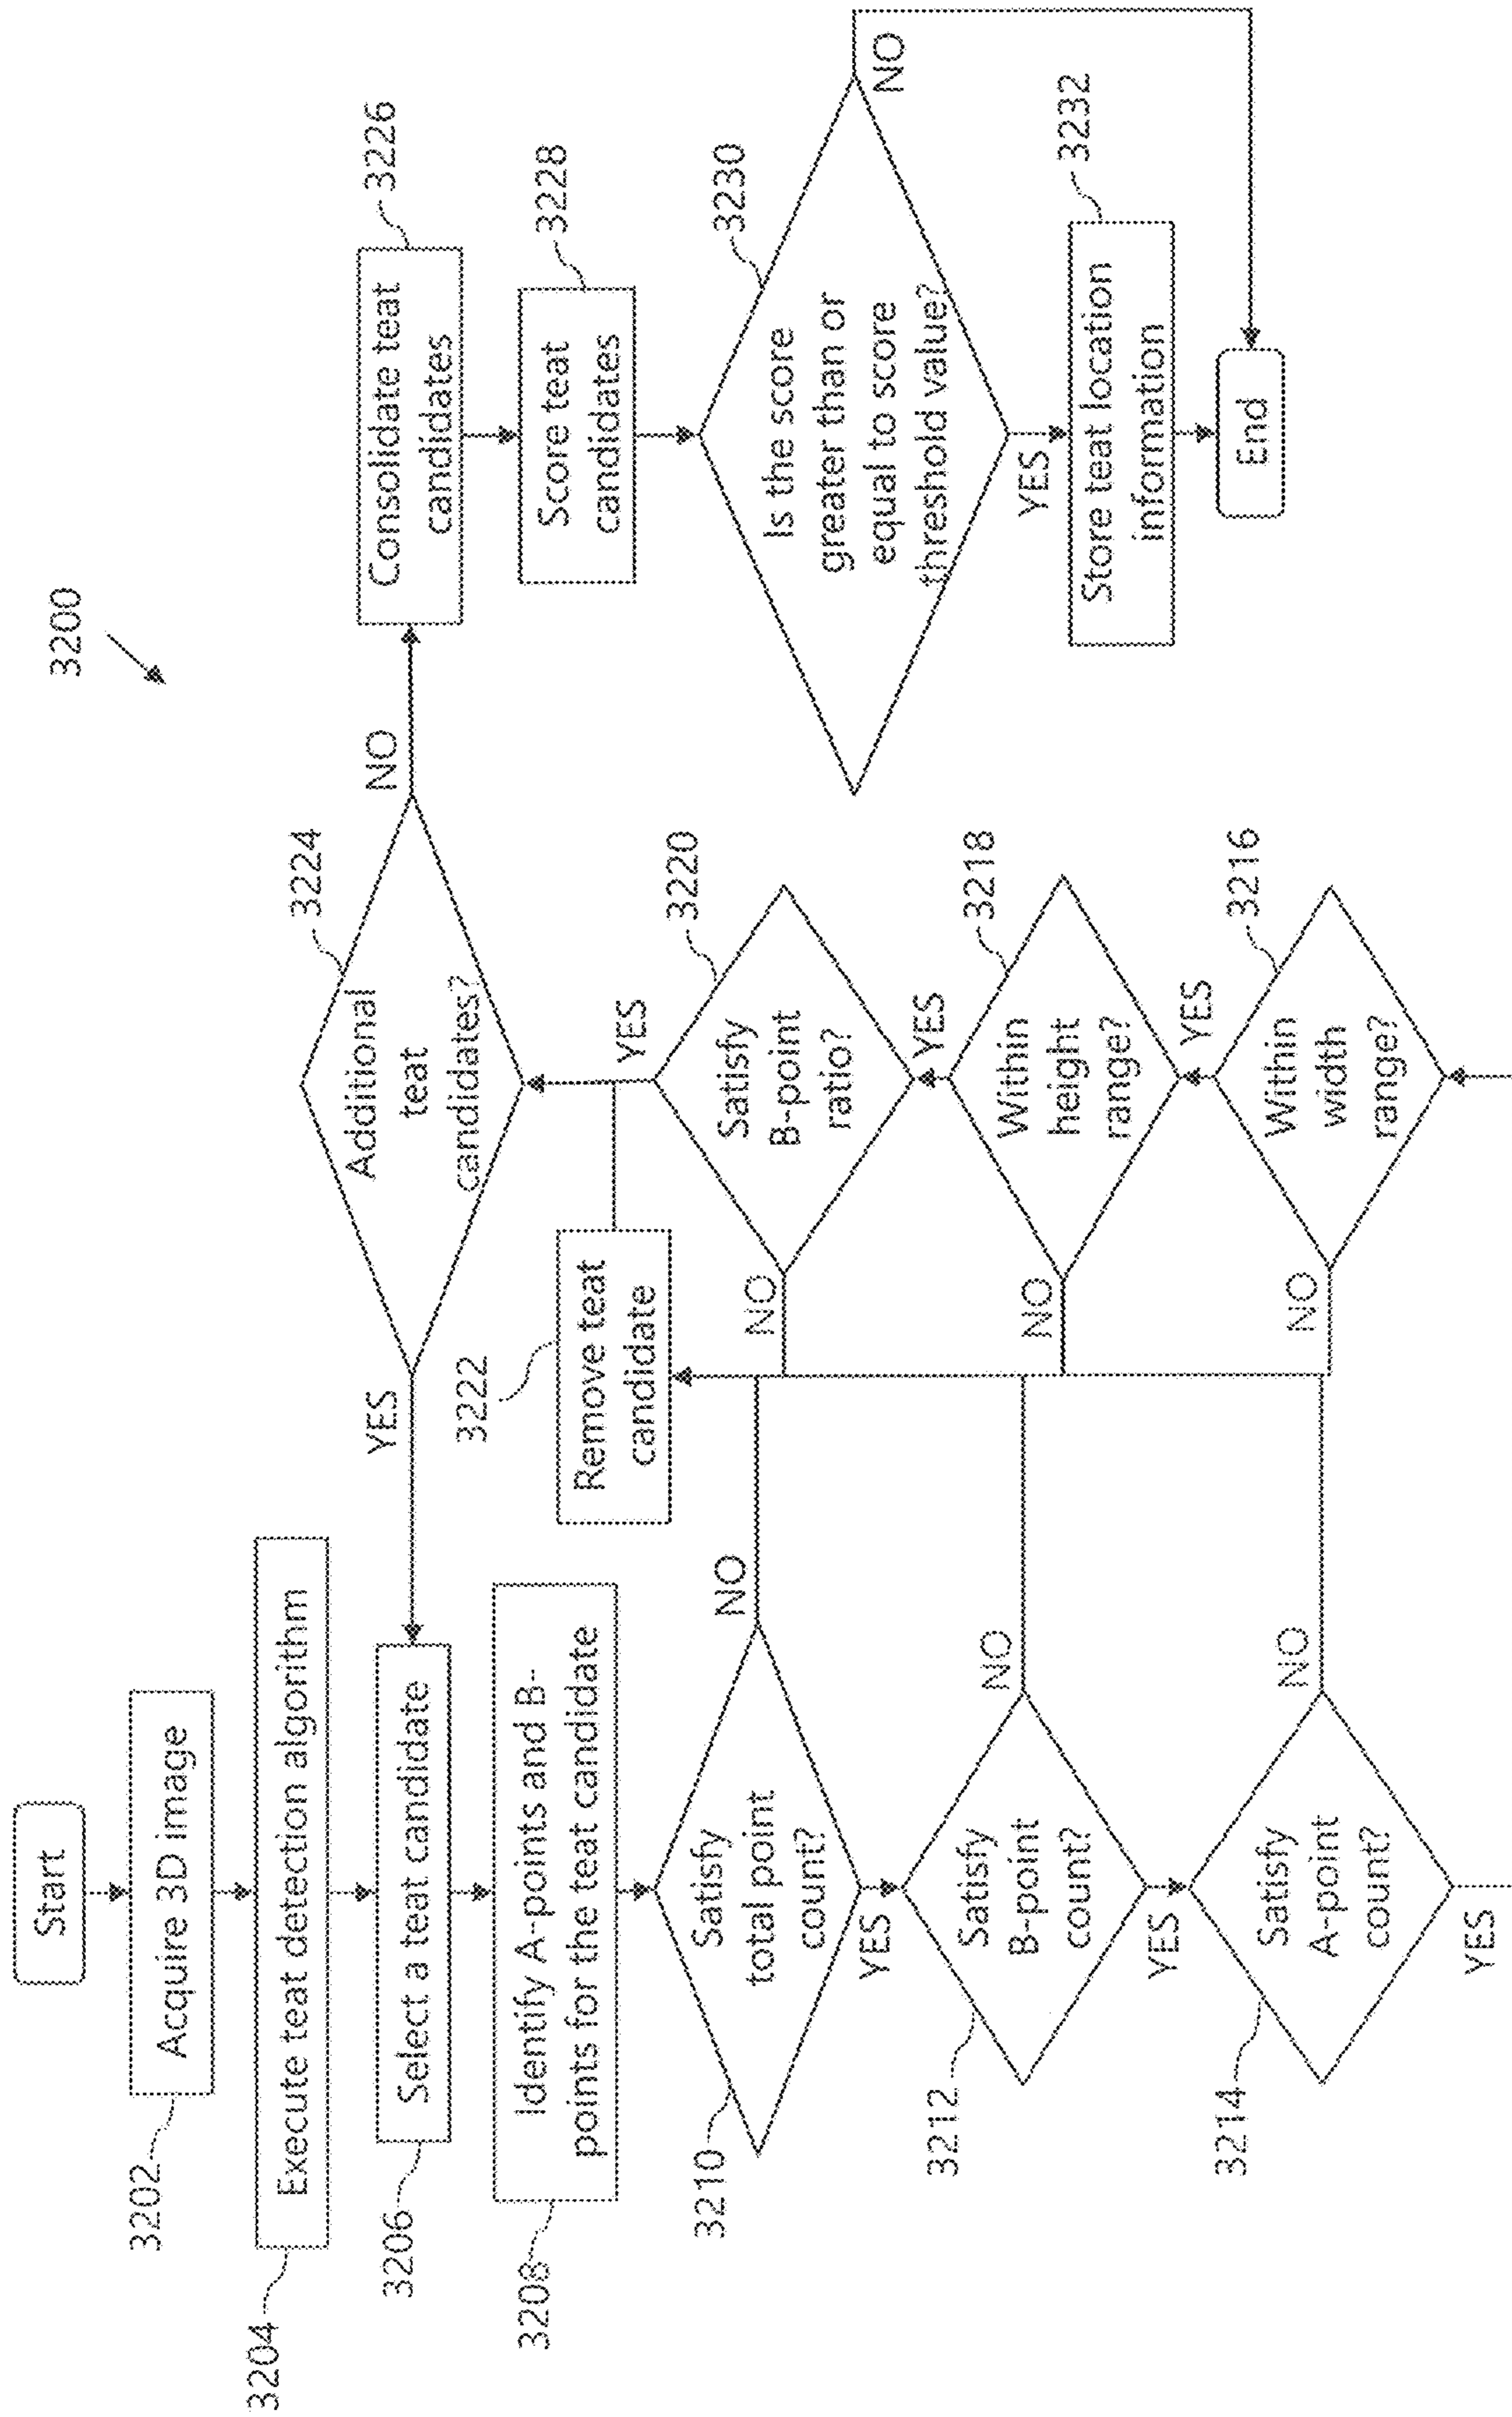 3200
Start
Acquire 3D image
3202
Execute teat detection algorithm
3204
Select a teat candidate
3206
Identify A-points and B-
points for the teat candidate
3208
Satisfy
total point
count?
3210
NO
YES
Satisfy
B-point
count?
3212
NO
YES
Satisfy
A-point
count?
3214
NO
YES
Within
width
range?
3216
NO
YES
Within
height
range?
3218
NO
YES
Satisfy
B-point
ratio?
3220
NO
YES
Remove teat
candidate
3222
Additional
teat
candidates?
3224
YES
NO
Consolidate teat
candidates
3226
Score teat
candidates
3228
Is the score
greater than or
equal to score
threshold value?
3230
NO
YES
Store teat location
information
3232
End